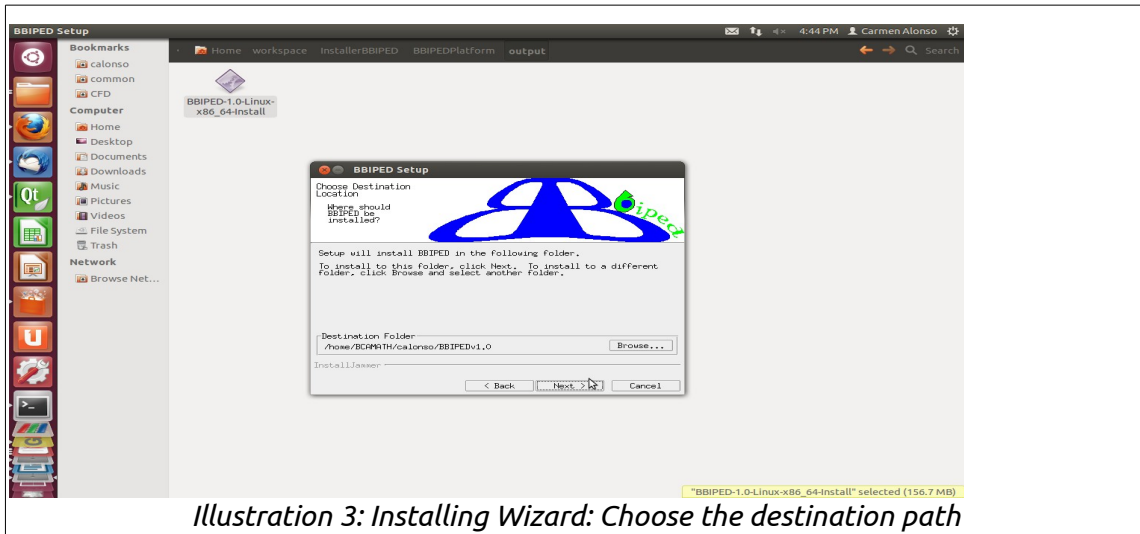 BBIPED Setup
4:44 PM Carmen Alonso
Bookmarks
calonso
common
CFD
Computer
Home
Desktop
Documents
Downloads
Music
Pictures
Videos
File System
Trash
Network
Browse Net...
Home workspace InstallerBBIPED BBIPEDPlatform output
Search
BBIPED-1.0-Linux-
x86_64-Install
BBIPED Setup
Choose Destination
Location
Where should
BBIPED be
installed?
biped
Setup will install BBIPED in the following folder.
To install to this folder, click Next. To install to a different
folder, click Browse and select another folder.
Destination Folder
/home/BCAMATH/calonso/BBIPEDv1.0
Browse...
InstallJammer
< Back Next > Cancel
Qt
U
>_
"BBIPED-1.0-Linux-x86_64-Install" selected (156.7 MB)
Illustration 3: Installing Wizard: Choose the destination path